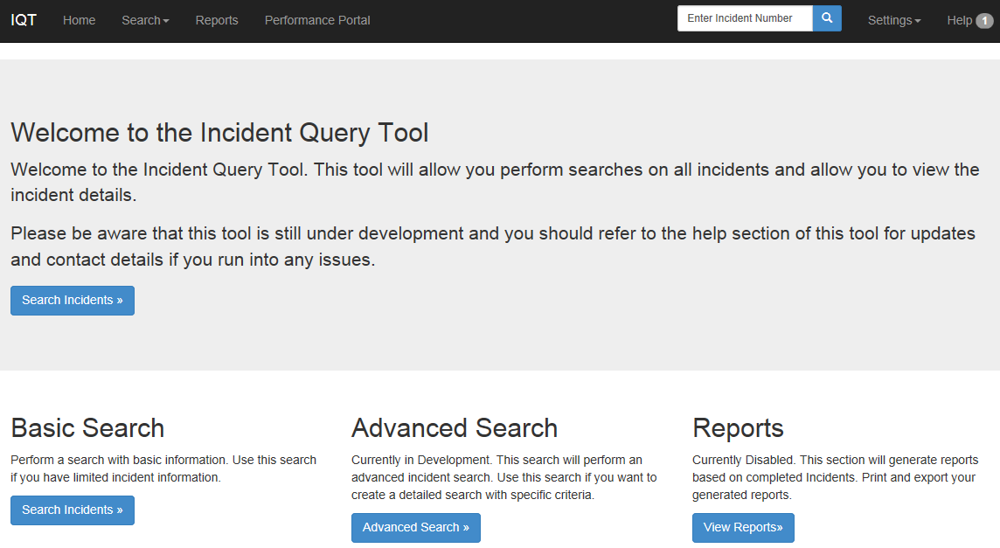 IQT Home Search Reports Performance Portal Enter Incident Number Settings Help 1
Welcome to the Incident Query Tool
Welcome to the Incident Query Tool. This tool will allow you perform searches on all incidents and allow you to view the
incident details.
Please be aware that this tool is still under development and you should refer to the help section of this tool for updates
and contact details if you run into any issues.
Search Incidents »
Basic Search
Perform a search with basic information. Use this search
if you have limited incident information.
Search Incidents »
Advanced Search
Currently in Development. This search will perform an
advanced incident search. Use this search if you want to
create a detailed search with specific criteria.
Advanced Search »
Reports
Currently Disabled. This section will generate reports
based on completed Incidents. Print and export your
generated reports.
View Reports»